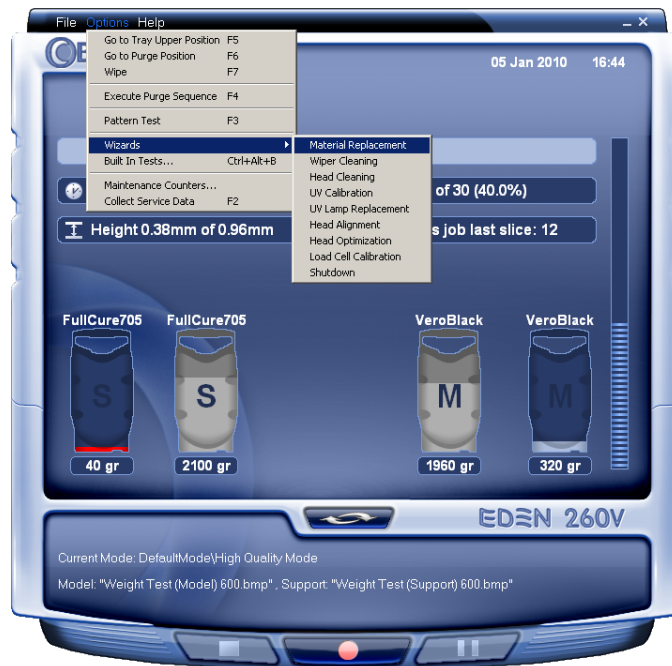 File Options Help
05 Jan 2010 16:44
Go to Tray Upper Position F5
Go to Purge Position F6
Wipe F7
Execute Purge Sequence F4
Pattern Test F3
Wizards
Built In Tests... Ctrl+Alt+B
Maintenance Counters...
Collect Service Data F2
Material Replacement
Wiper Cleaning
Head Cleaning
UV Calibration
UV Lamp Replacement
Head Alignment
Head Optimization
Load Cell Calibration
Shutdown
of 30 (40.0%)
Height 0.38mm of 0.96mm
s job last slice: 12
FullCure705 FullCure705 VeroBlack VeroBlack
S S M M
40 gr 2100 gr 1960 gr 320 gr
EDEN 260V
Current Mode: DefaultMode\High Quality Mode
Model: "Weight Test (Model) 600.bmp" , Support: "Weight Test (Support) 600.bmp"